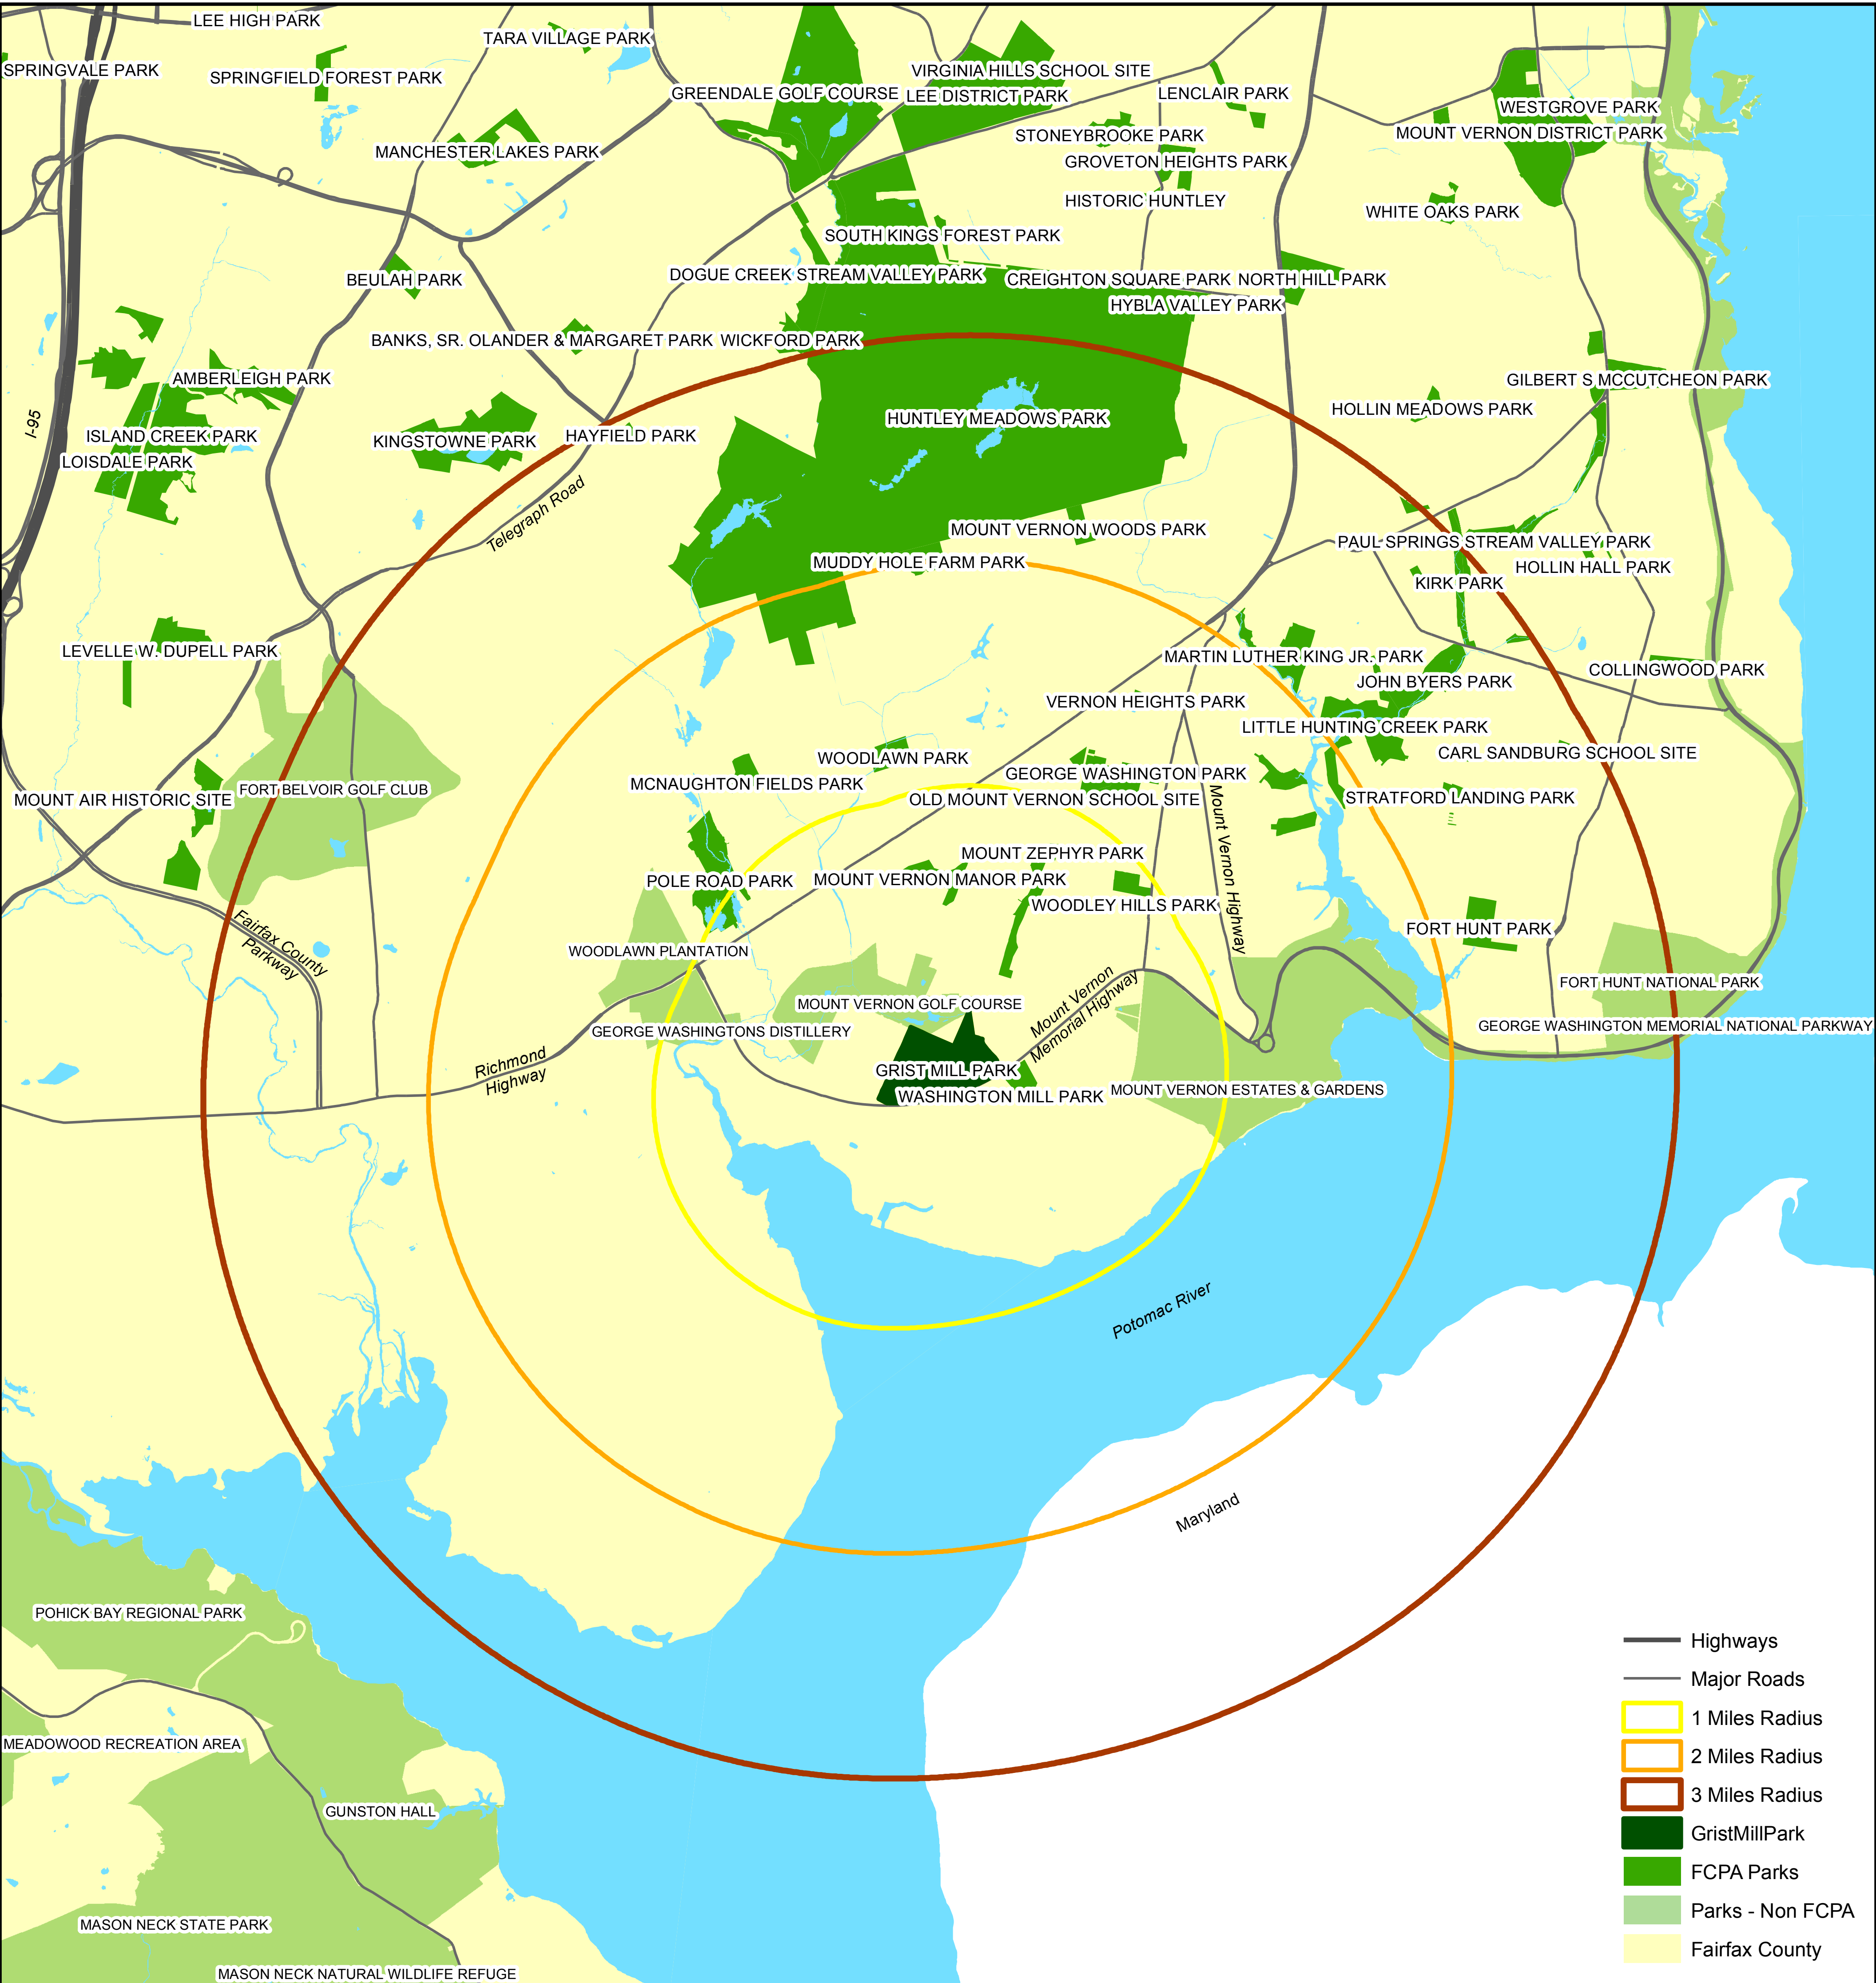 LEE HIGH PARK
TARA VILLAGE PARK
SPRINGVALE PARK
SPRINGFIELD FOREST PARK
VIRGINIA HILLS SCHOOL SITE
GREENDALE GOLF COURSE
LEE DISTRICT PARK
LENCLAIR PARK
WESTGROVE PARK
STONEYBROOKE PARK
MOUNT VERNON DISTRICT PARK
MANCHESTER LAKES PARK
GROVETON HEIGHTS PARK
HISTORIC HUNTLEY
WHITE OAKS PARK
SOUTH KINGS FOREST PARK
BEULAH PARK
DOGUE CREEK STREAM VALLEY PARK
CREIGHTON SQUARE PARK
NORTH HILL PARK
HYBLA VALLEY PARK
BANKS, SR. OLANDER & MARGARET PARK
WICKFORD PARK
AMBERLEIGH PARK
GILBERT S MCCUTCHEON PARK
HOLLIN MEADOWS PARK
I-95
HUNTLEY MEADOWS PARK
ISLAND CREEK PARK
KINGSTOWNE PARK
HAYFIELD PARK
LOISDALE PARK
Telegraph Road
MOUNT VERNON WOODS PARK
PAUL SPRINGS STREAM VALLEY PARK
MUDDY HOLE FARM PARK
HOLLIN HALL PARK
KIRK PARK
LEVELLE W. DUPELL PARK
MARTIN LUTHER KING JR. PARK
COLLINGWOOD PARK
JOHN BYERS PARK
VERNON HEIGHTS PARK
LITTLE HUNTING CREEK PARK
CARL SANDBURG SCHOOL SITE
WOODLAWN PARK
GEORGE WASHINGTON PARK
MCNAUGHTON FIELDS PARK
FORT BELVOIR GOLF CLUB
MOUNT AIR HISTORIC SITE
OLD MOUNT VERNON SCHOOL SITE
STRATFORD LANDING PARK
Mount Vernon Highway
MOUNT ZEPHYR PARK
POLE ROAD PARK
MOUNT VERNON MANOR PARK
WOODLEY HILLS PARK
Fairfax County
Parkway
FORT HUNT PARK
WOODLAWN PLANTATION
FORT HUNT NATIONAL PARK
MOUNT VERNON GOLF COURSE
Mount Vernon
Memorial Highway
GEORGE WASHINGTONS DISTILLERY
GEORGE WASHINGTON MEMORIAL NATIONAL PARKWAY
Richmond
Highway
GRIST MILL PARK
WASHINGTON MILL PARK
MOUNT VERNON ESTATES & GARDENS
Potomac River
Maryland
POHICK BAY REGIONAL PARK
MEADOWOOD RECREATION AREA
GUNSTON HALL
MASON NECK STATE PARK
MASON NECK NATURAL WILDLIFE REFUGE
Highways
Major Roads
1 Miles Radius
2 Miles Radius
3 Miles Radius
GristMillPark
FCPA Parks
Parks - Non FCPA
Fairfax County